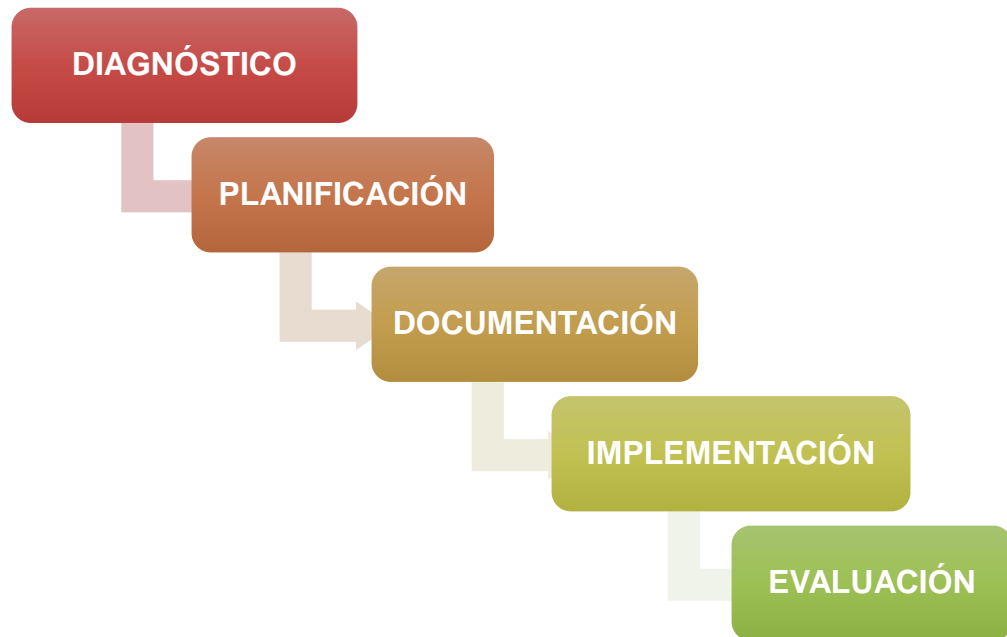 DIAGNÓSTICO
PLANIFICACIÓN
DOCUMENTACIÓN
IMPLEMENTACIÓN
EVALUACIÓN